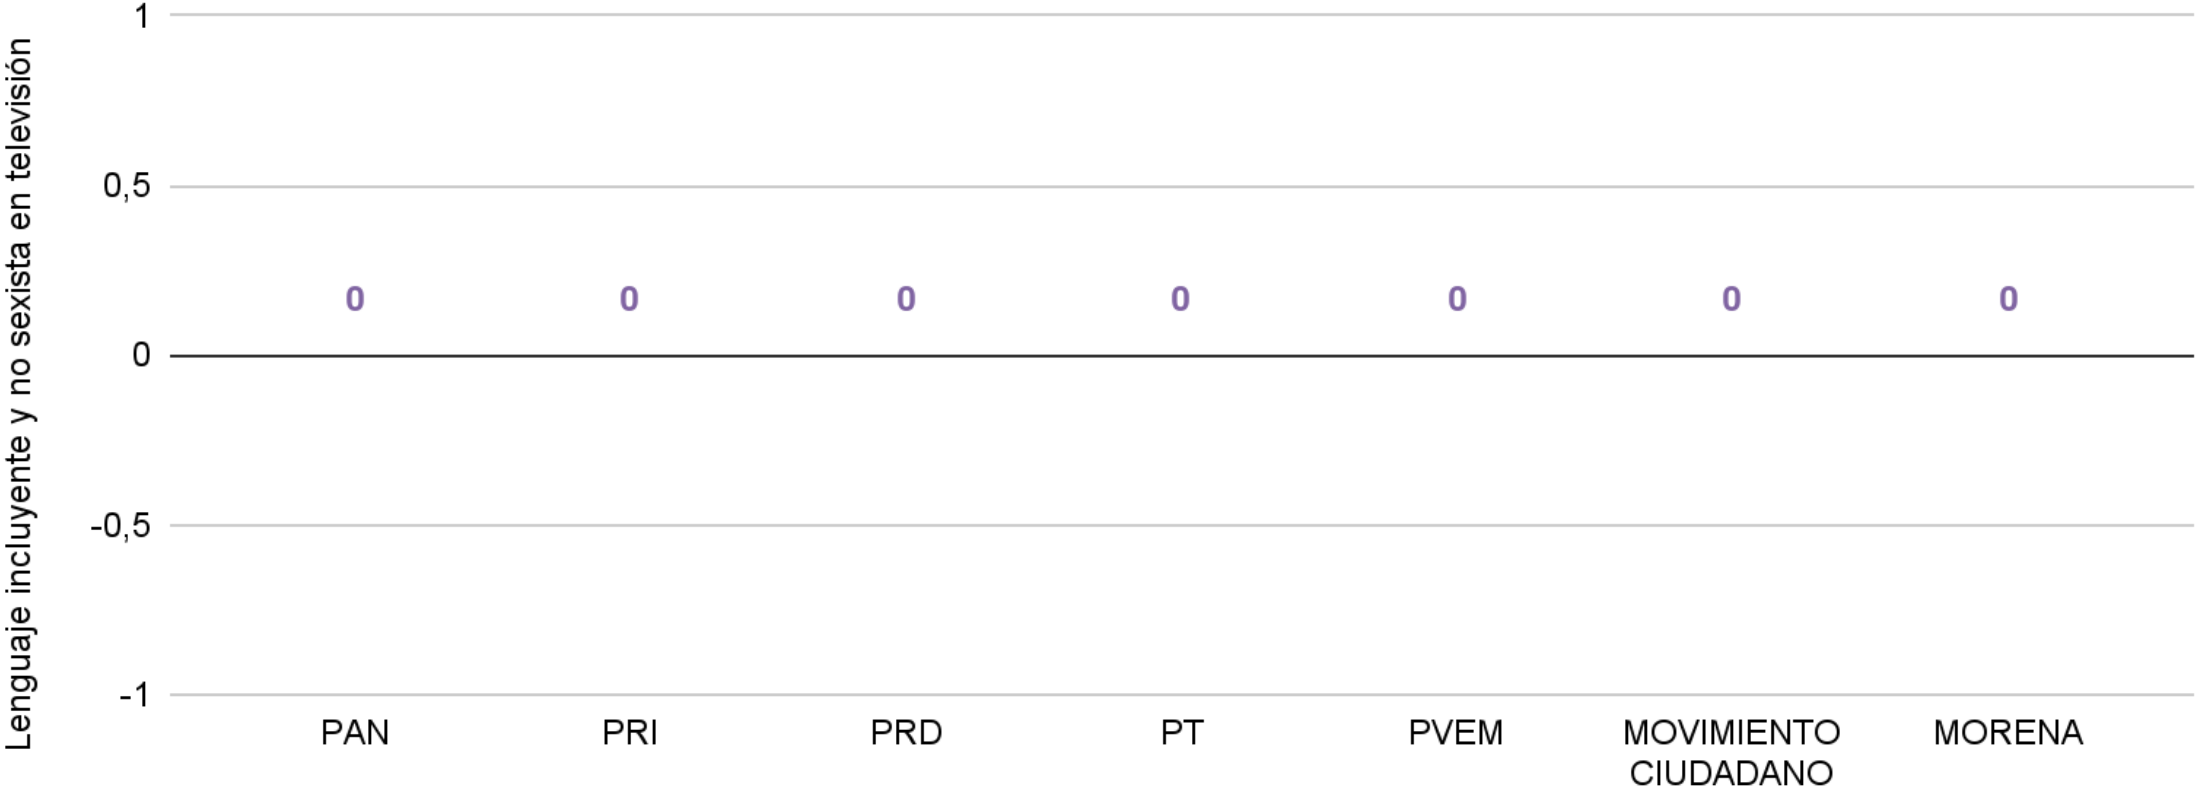 Lenguaje incluyente y no sexista en televisión
1
0,5
0
-0,5
-1
0 0 0 0 0 0 0
PAN PRI PRD PT PVEM MOVIMIENTO CIUDADANO MORENA